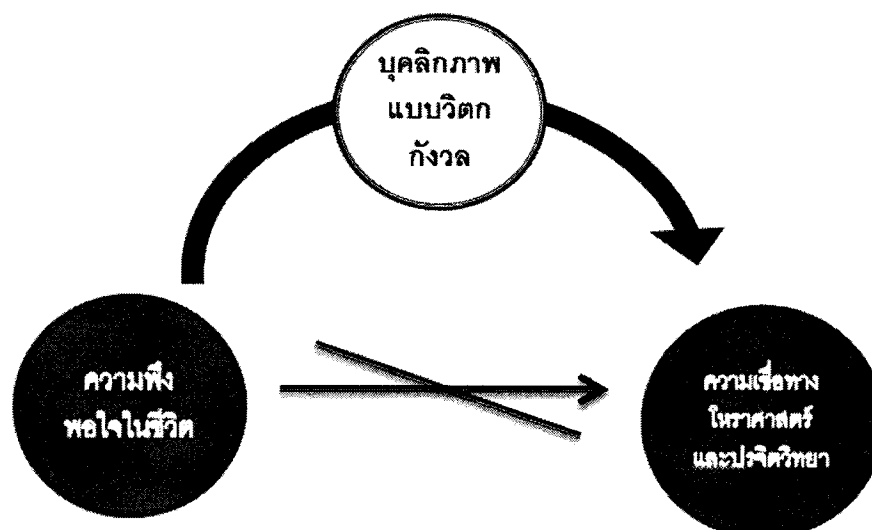 บุคลิกภาพ
แบบวิตก
กังวล
ความพึง
พอใจในชีวิต
ความเชื่อทาง
โหราศาสตร์
และปรจิตวิทยา